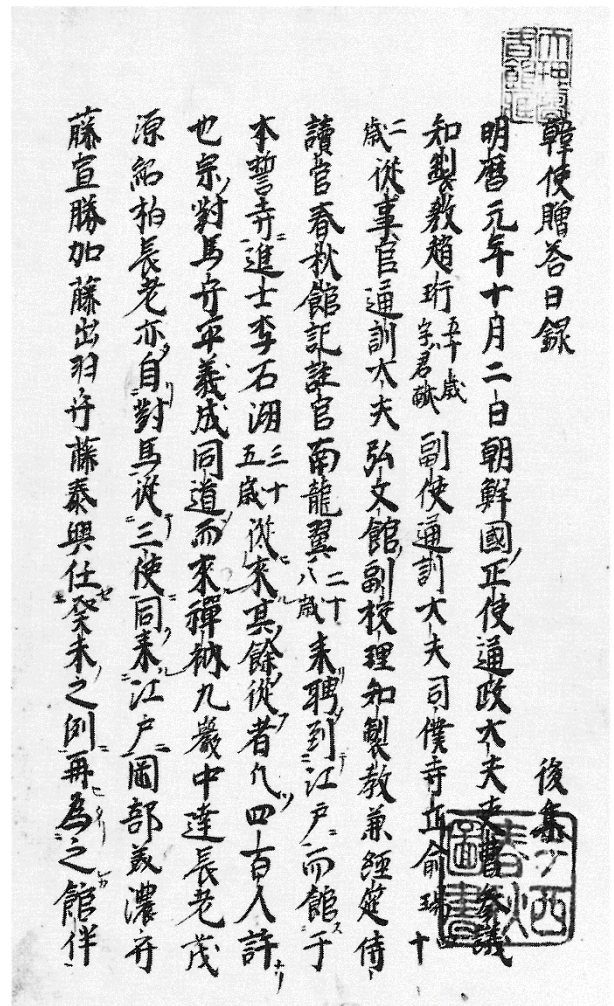 韓使贈答日録 後集
明暦元年十月二日朝鮮國正使通政大夫吏曹参議
知製教趙珩五十歳字君献 副使通訓大夫司僕寺正俞 十
二歳從事官通訓大夫弘文館副校理知製教兼經筵侍
讀官春秋館記註官南龍翼二十八歳来聘到江戸而館于
本誓寺進士李石湖三十五歳從来其餘從者凡四百人許
也宗對馬守平義成同道而来禅衲九巖中達長老茂
源紹柏長老亦自對馬從三使同来江戸岡部美濃守
藤宣勝加藤出羽守藤泰興任癸未之例再為之館伴